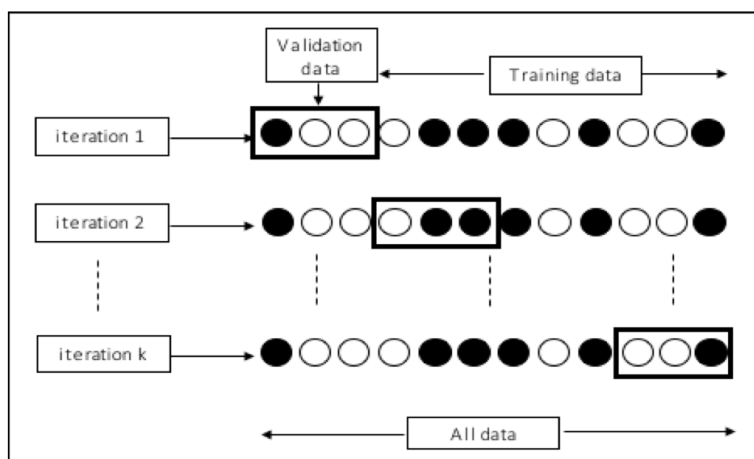 Validation
data
Training data
iteration 1
iteration 2
iteration k
All data